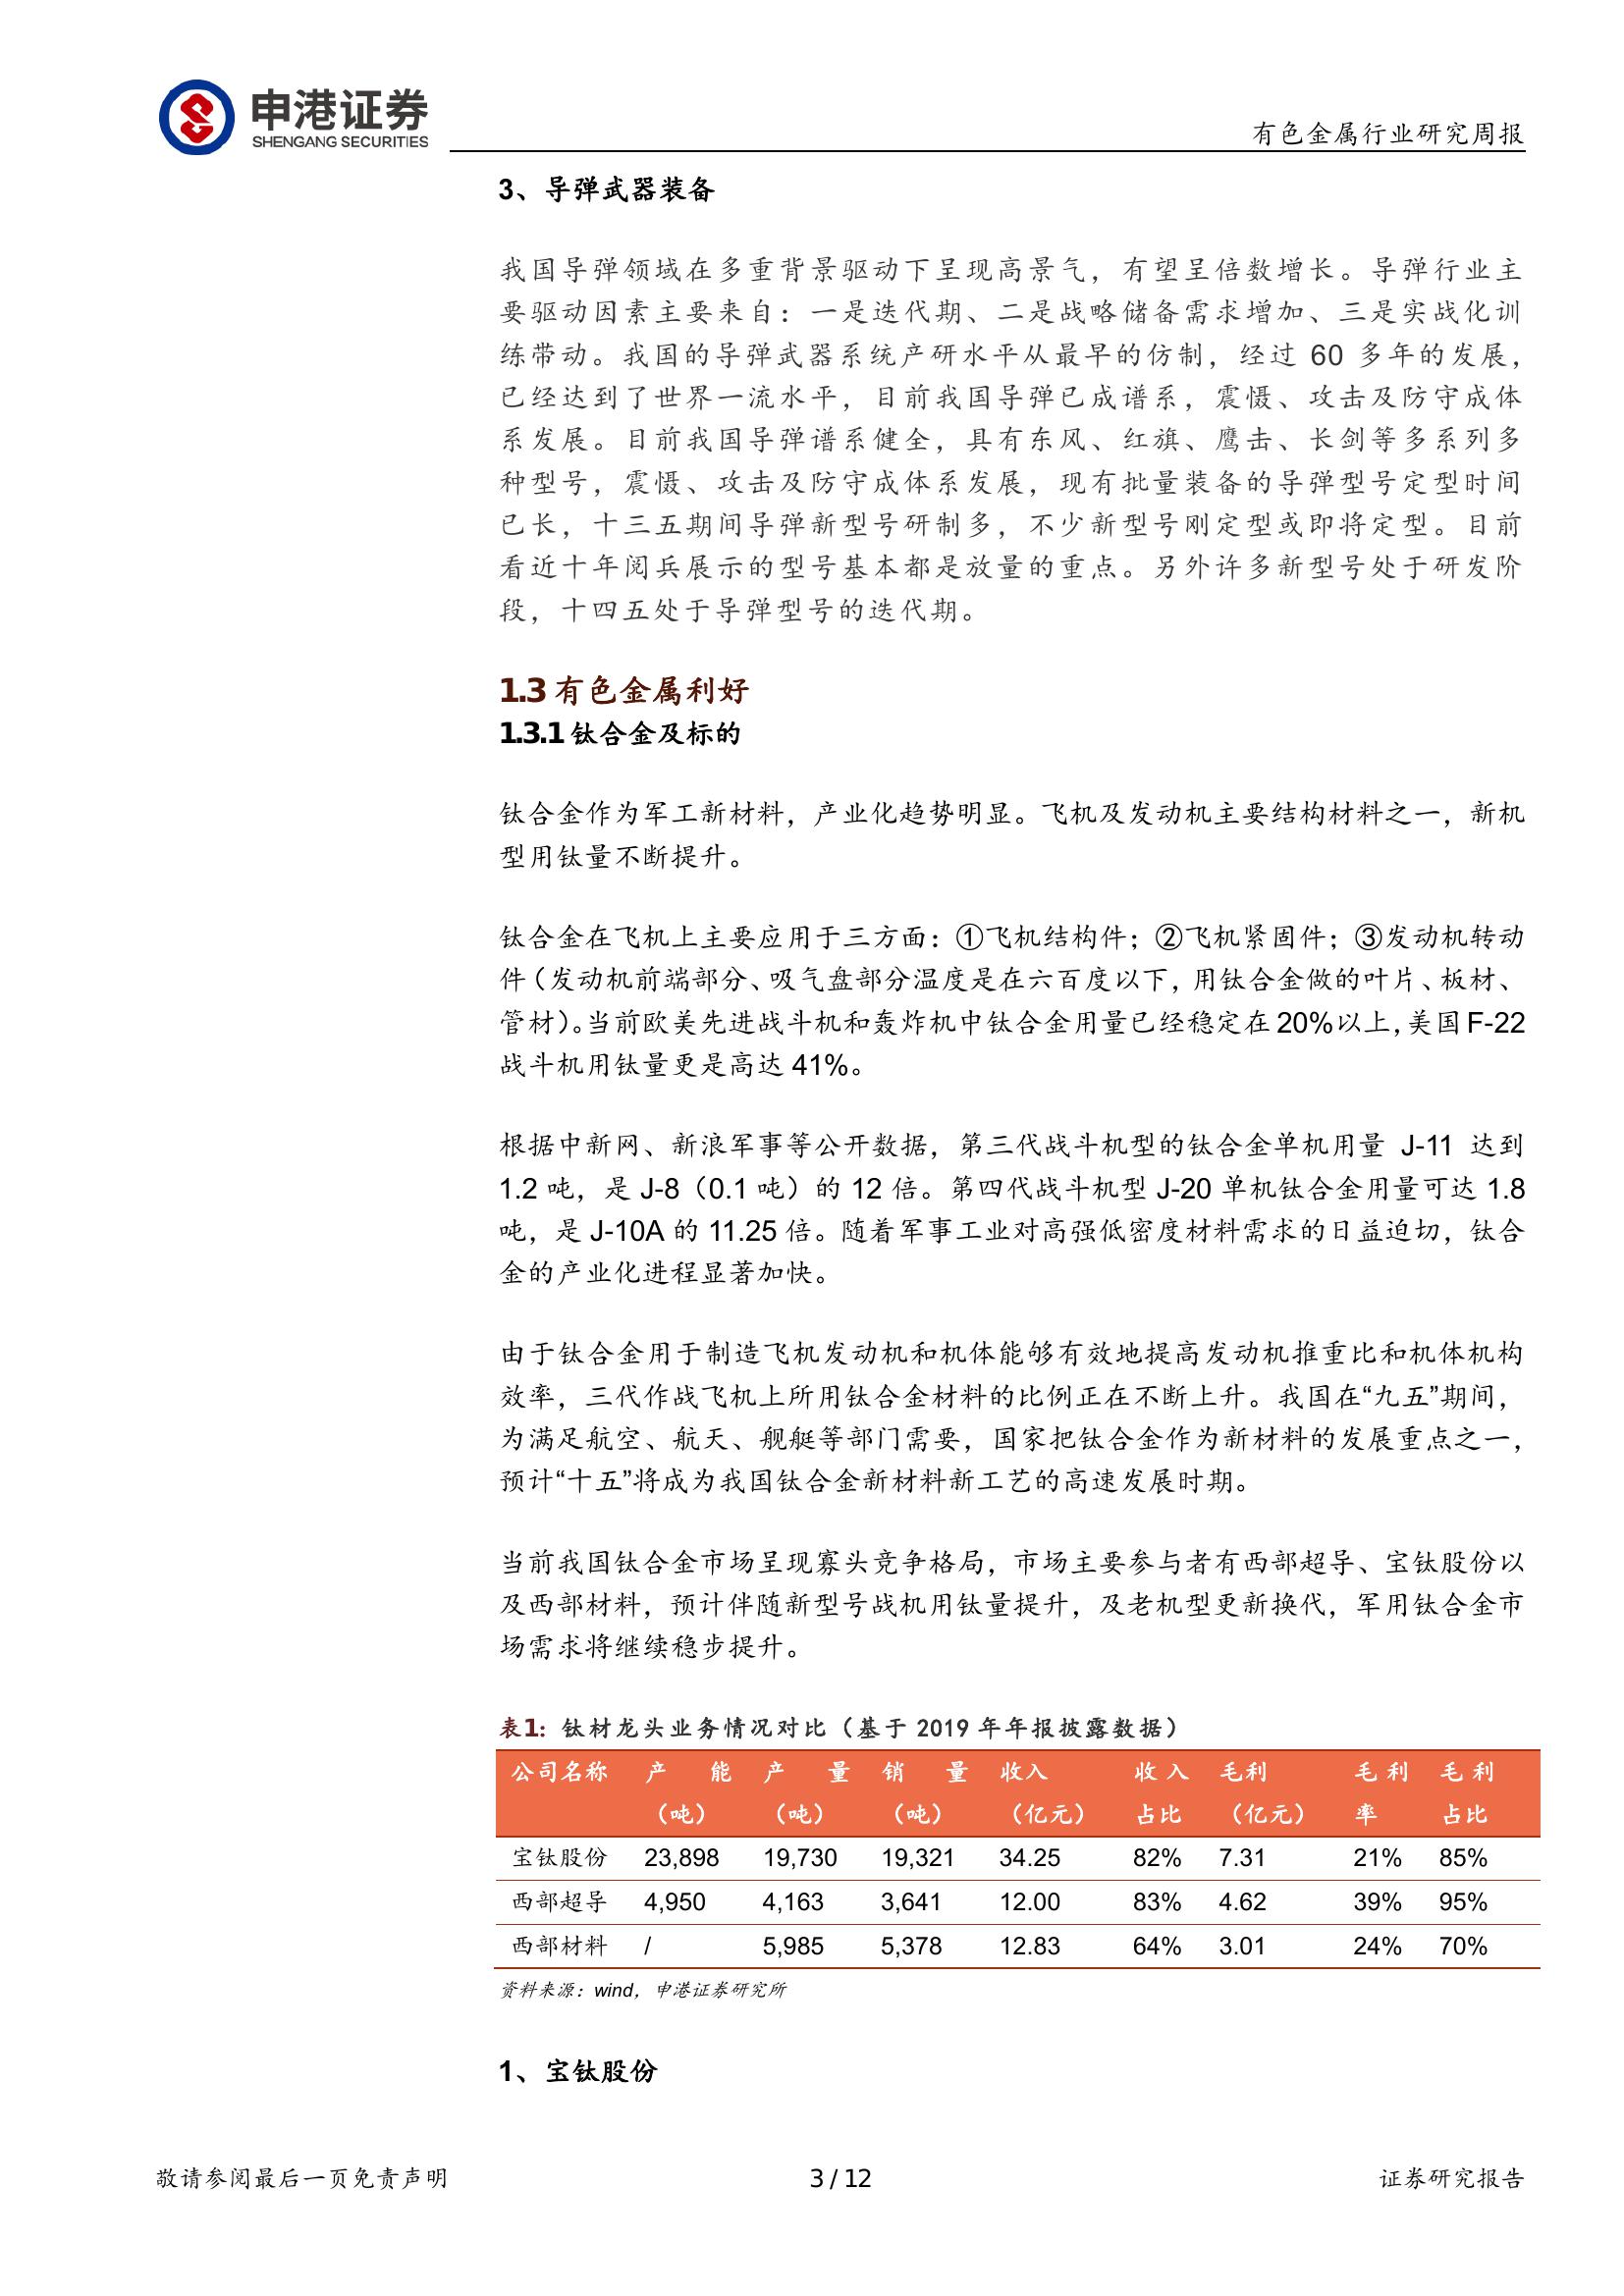 申港证券
SHENGANG SECURITIES
有色金属行业研究周报
3、导弹武器装备
我国导弹领域在多重背景驱动下呈现高景气，有望呈倍数增长。导弹行业主
要驱动因素主要来自：一是迭代期、二是战略储备需求增加、三是实战化训
练带动。我国的导弹武器系统产研水平从最早的仿制，经过 60 多年的发展，
已经达到了世界一流水平，目前我国导弹已成谱系，震慑、攻击及防守成体
系发展。目前我国导弹谱系健全，具有东风、红旗、鹰击、长剑等多系列多
种型号，震慑、攻击及防守成体系发展，现有批量装备的导弹型号定型时间
已长，十三五期间导弹新型号研制多，不少新型号刚定型或即将定型。目前
看近十年阅兵展示的型号基本都是放量的重点。另外许多新型号处于研发阶
段，十四五处于导弹型号的迭代期。
1.3 有色金属利好
1.3.1 钛合金及标的
钛合金作为军工新材料，产业化趋势明显。飞机及发动机主要结构材料之一，新机
型用钛量不断提升。
钛合金在飞机上主要应用于三方面：①飞机结构件；②飞机紧固件；③发动机转动
件（发动机前端部分、吸气盘部分温度是在六百度以下，用钛合金做的叶片、板材、
管材）。当前欧美先进战斗机和轰炸机中钛合金用量已经稳定在 20%以上，美国 F-22
战斗机用钛量更是高达 41%。
根据中新网、新浪军事等公开数据，第三代战斗机型的钛合金单机用量 J-11 达到
1.2 吨，是 J-8（0.1 吨）的 12 倍。第四代战斗机型 J-20 单机钛合金用量可达 1.8
吨，是 J-10A 的 11.25 倍。随着军事工业对高强低密度材料需求的日益迫切，钛合
金的产业化进程显著加快。
由于钛合金用于制造飞机发动机和机体能够有效地提高发动机推重比和机体机构
效率，三代作战飞机上所用钛合金材料的比例正在不断上升。我国在“九五”期间，
为满足航空、航天、舰艇等部门需要，国家把钛合金作为新材料的发展重点之一，
预计“十五”将成为我国钛合金新材料新工艺的高速发展时期。
当前我国钛合金市场呈现寡头竞争格局，市场主要参与者有西部超导、宝钛股份以
及西部材料，预计伴随新型号战机用钛量提升，及老机型更新换代，军用钛合金市
场需求将继续稳步提升。
表1：钛材龙头业务情况对比（基于 2019 年年报披露数据）
公司名称 产能 产量 销量 收入 收入 毛利 毛利 毛利
（吨） （吨） （吨） （亿元） 占比 （亿元） 率 占比
宝钛股份 23,898 19,730 19,321 34.25 82% 7.31 21% 85%
西部超导 4,950 4,163 3,641 12.00 83% 4.62 39% 95%
西部材料 / 5,985 5,378 12.83 64% 3.01 24% 70%
资料来源：wind，申港证券研究所
1、宝钛股份
敬请参阅最后一页免责声明 3 / 12 证券研究报告